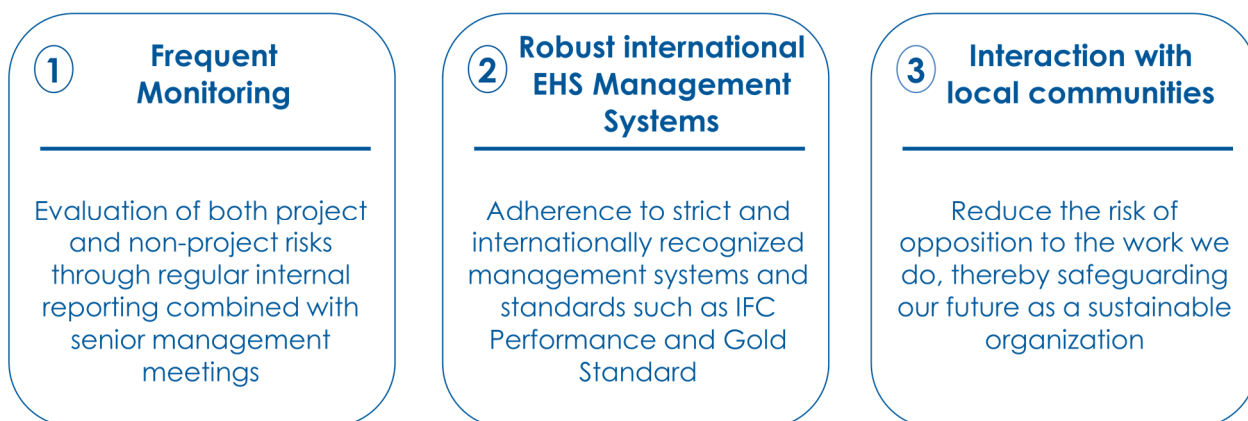 1
Frequent
Monitoring
Evaluation of both project
and non-project risks
through regular internal
reporting combined with
senior management
meetings
2
Robust international
EHS Management
Systems
Adherence to strict and
internationally recognized
management systems and
standards such as IFC
Performance and Gold
Standard
3
Interaction with
local communities
Reduce the risk of
opposition to the work we
do, thereby safeguarding
our future as a sustainable
organization